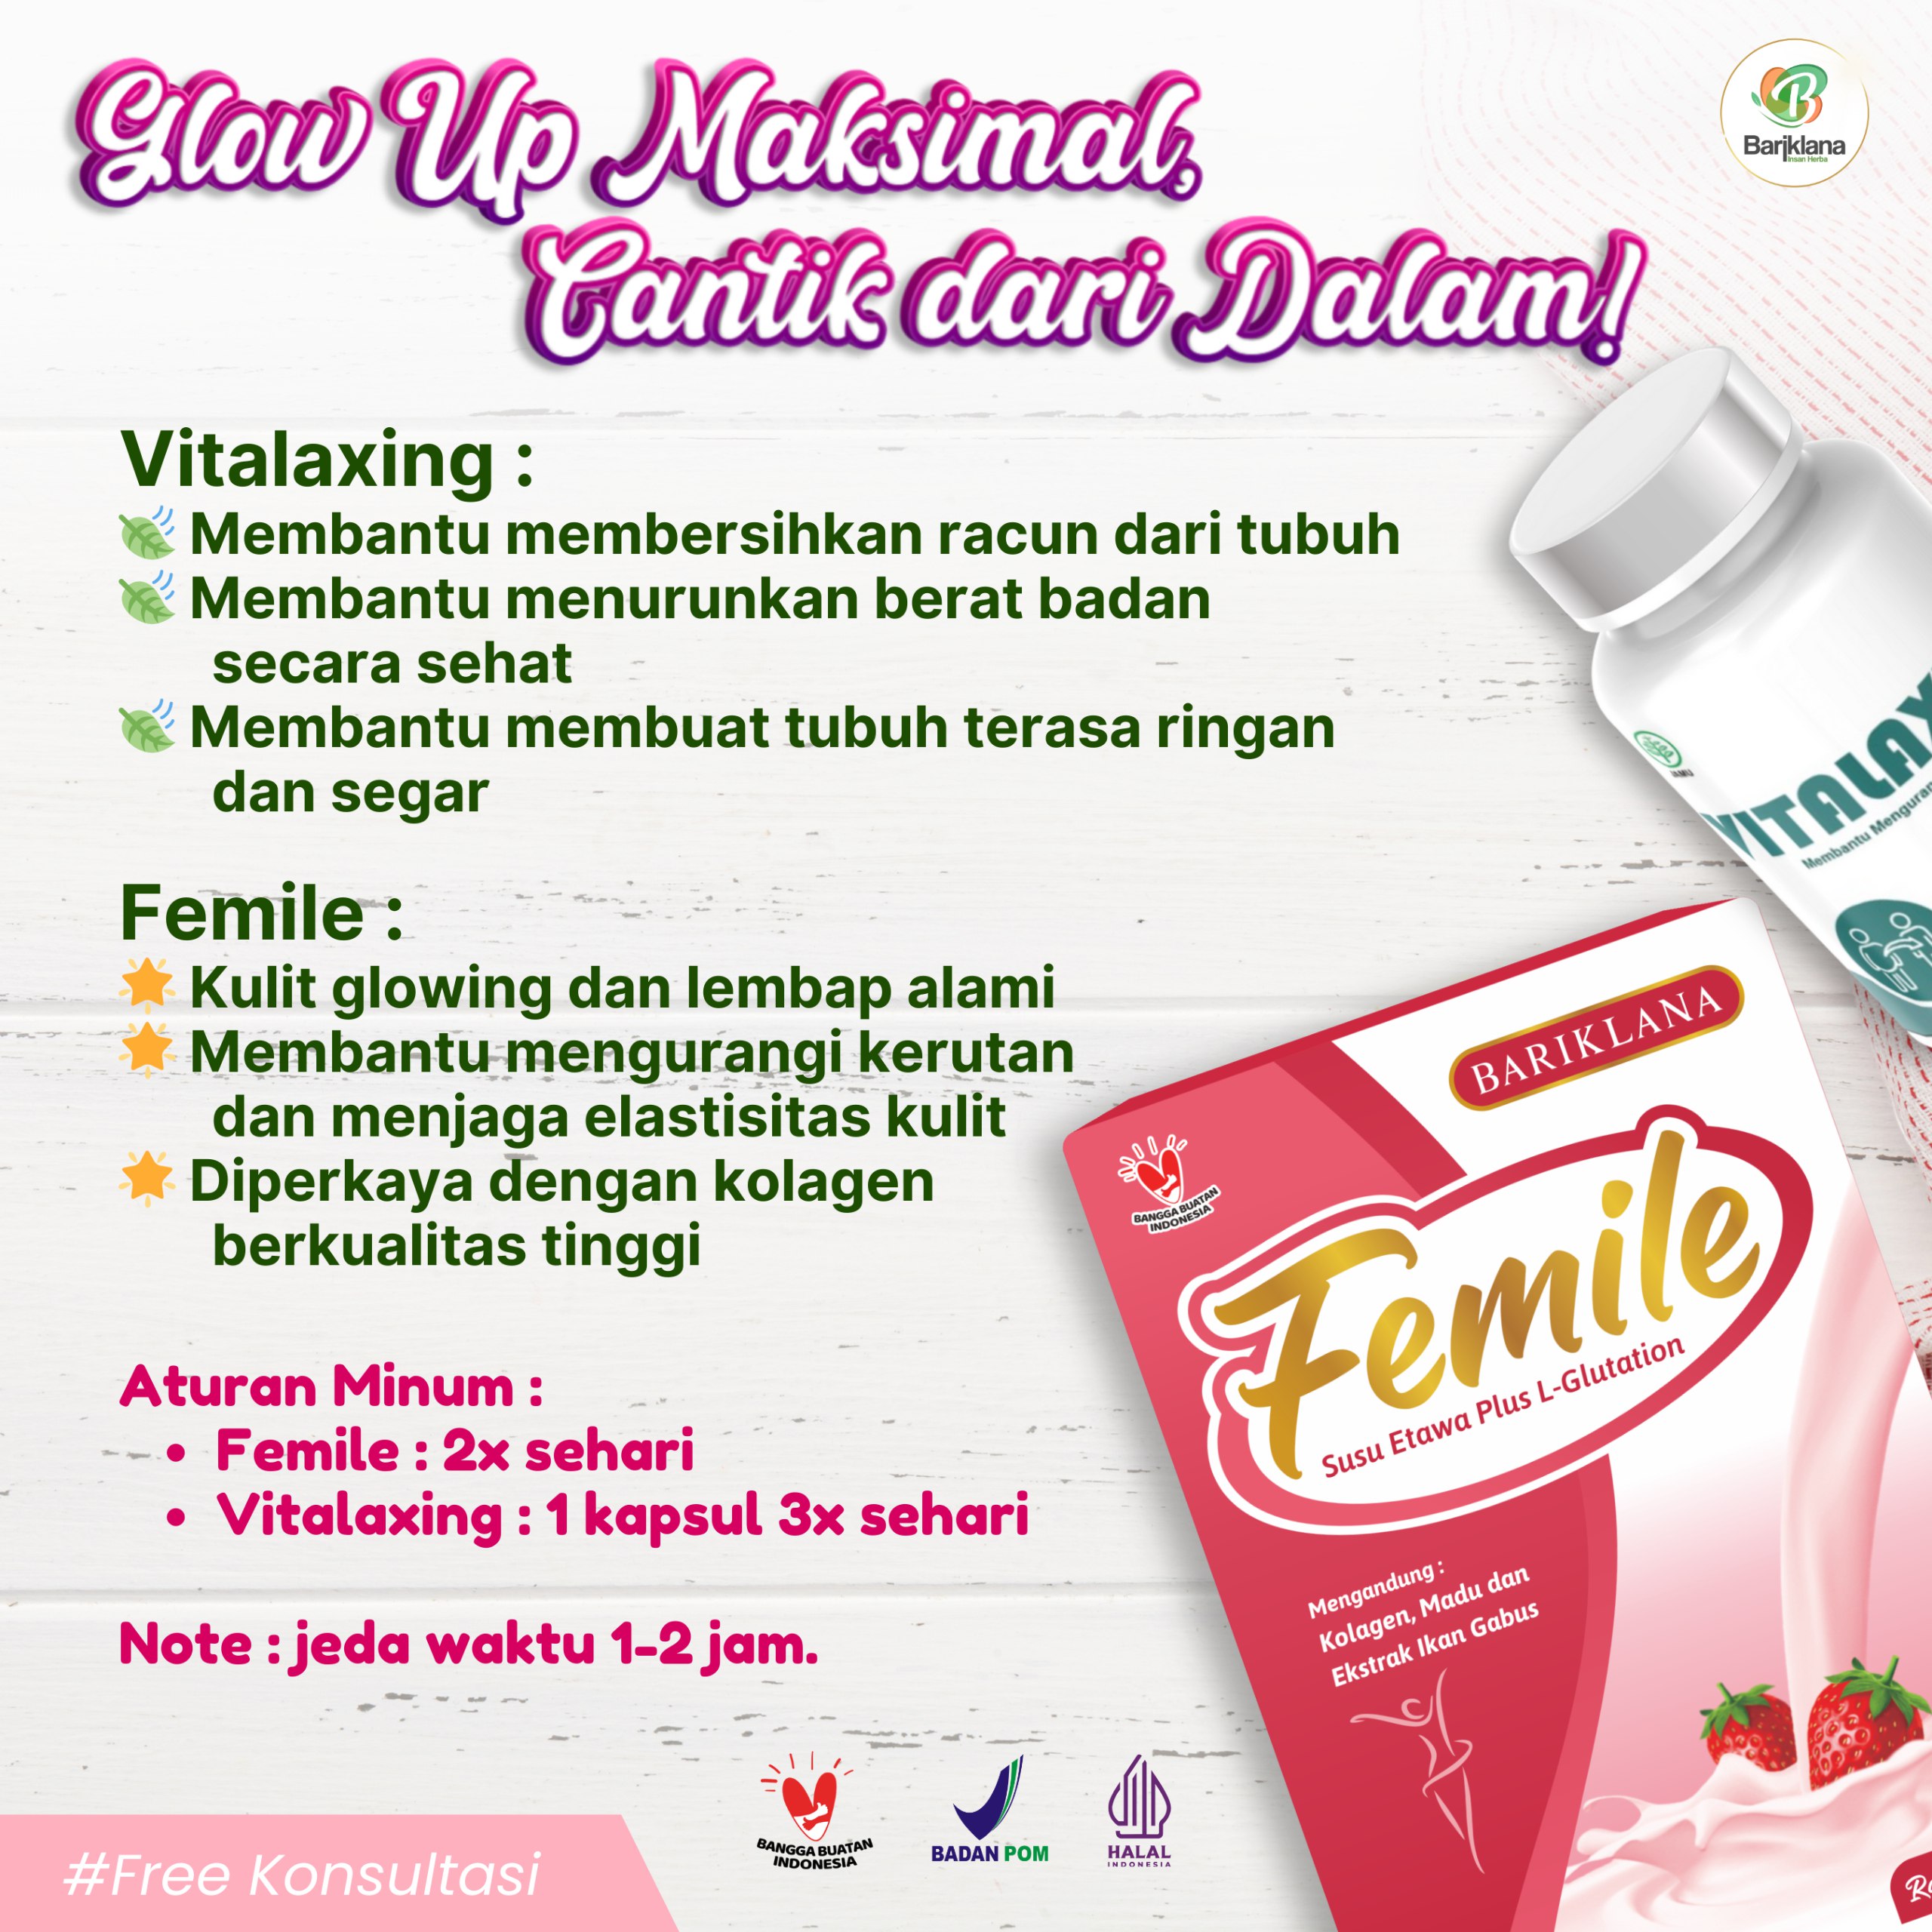 Glow Up Maksimal,
Cantik dari Dalam!
Bariklana
Insan Herba
Vitalaxing :
Membantu membersihkan racun dari tubuh
Membantu menurunkan berat badan
secara sehat
Membantu membuat tubuh terasa ringan
dan segar
JAMU
Membantu
Femile :
Kulit glowing dan lembap alami
Membantu mengurangi kerutan
dan menjaga elastisitas kulit
Diperkaya dengan kolagen
berkualitas tinggi
BARIKLANA
BANGGA BUATAN
INDONESIA
Femile
Susu Etawa Plus L-Glutation
Mengandung :
Kolagen, Madu dan
Ekstrak Ikan Gabus
Aturan Minum :
• Femile : 2x sehari
• Vitalaxing : 1 kapsul 3x sehari
Note : jeda waktu 1-2 jam.
BANGGA BUATAN
INDONESIA
BADAN POM
HALAL
INDONESIA
#Free Konsultasi